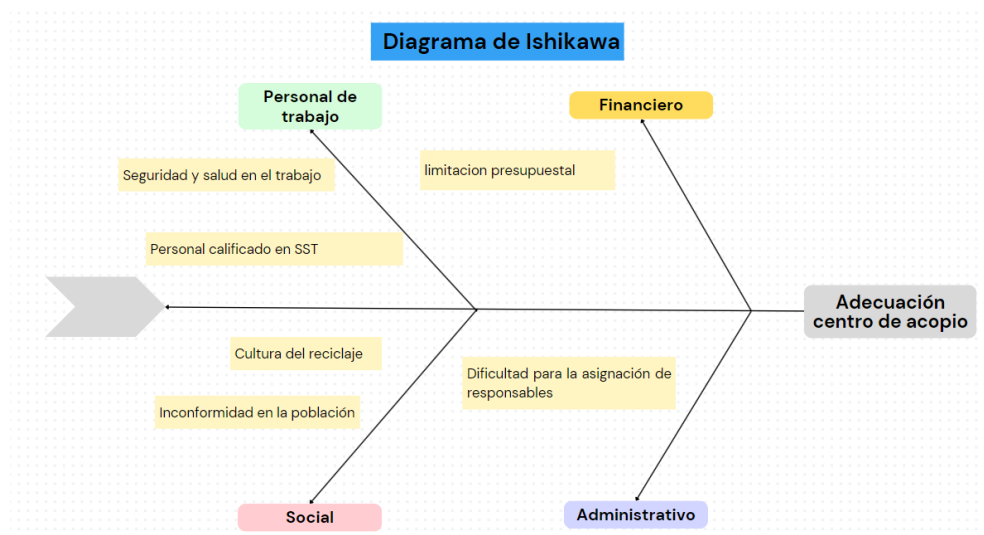 Diagrama de Ishikawa
Personal de
trabajo
Financiero
Seguridad y salud en el trabajo
limitacion presupuestal
Personal calificado en SST
Adecuación
centro de acopio
Cultura del reciclaje
Dificultad para la asignación de
responsables
Inconformidad en la población
Social
Administrativo